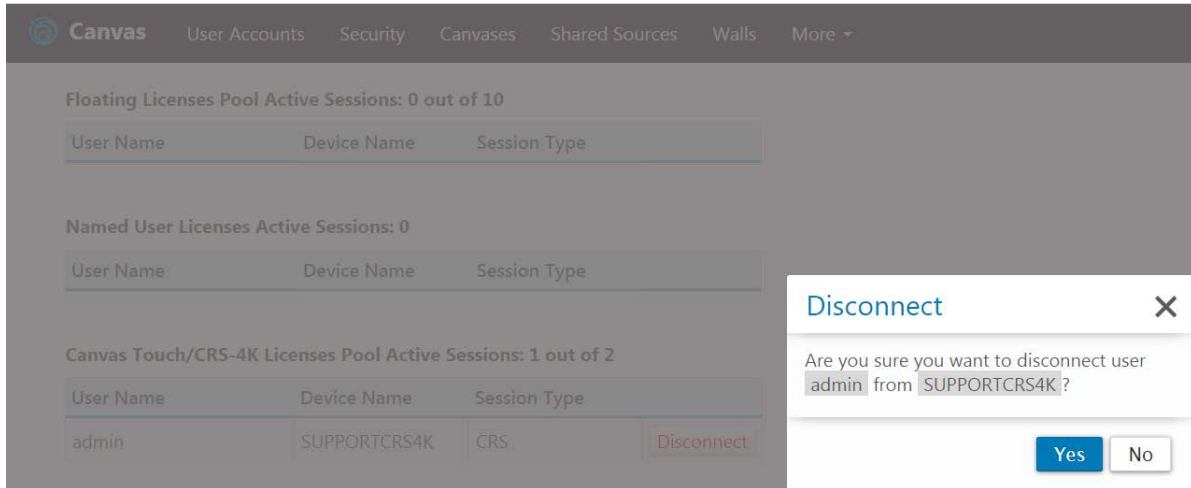 Canvas User Accounts Security Canvases Shared Sources Walls More
Floating Licenses Pool Active Sessions: 0 out of 10
User Name Device Name Session Type
Named User Licenses Active Sessions: 0
User Name Device Name Session Type
Canvas Touch/CRS-4K Licenses Pool Active Sessions: 1 out of 2
User Name Device Name Session Type
admin SUPPORTCRS4K CRS Disconnect
Disconnect
Are you sure you want to disconnect user
admin from SUPPORTCRS4K ?
Yes No